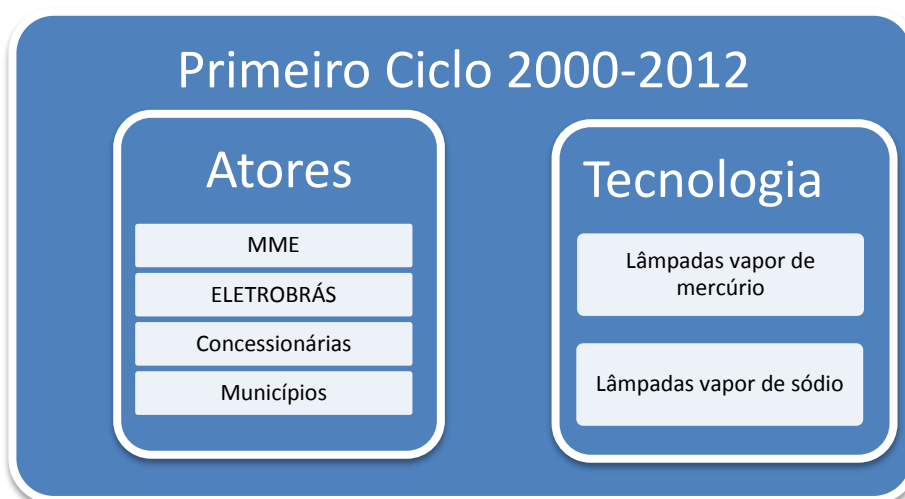 Primeiro Ciclo 2000-2012
Atores
MME
ELETROBRÁS
Concessionárias
Municípios
Tecnologia
Lâmpadas vapor de
mercúrio
Lâmpadas vapor de sódio